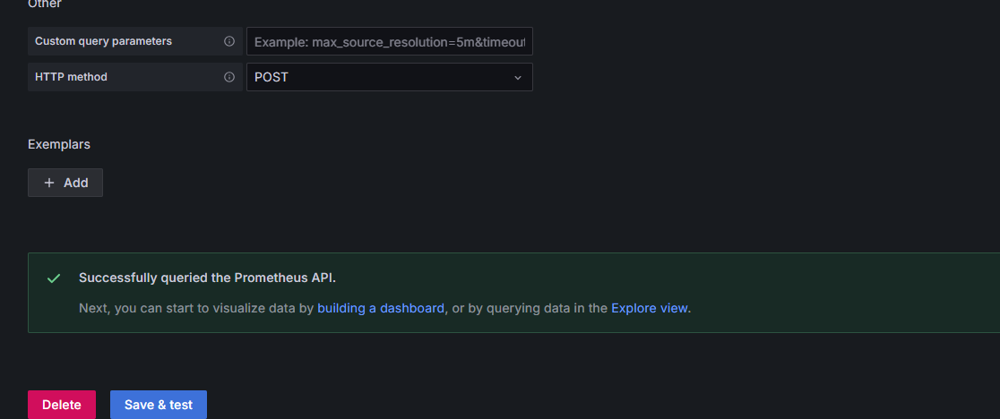 Other
Custom query parameters
Example: max_source_resolution=5m&timeout
HTTP method
POST
Exemplars
+ Add
Successfully queried the Prometheus API.
Next, you can start to visualize data by building a dashboard, or by querying data in the Explore view.
Delete
Save & test